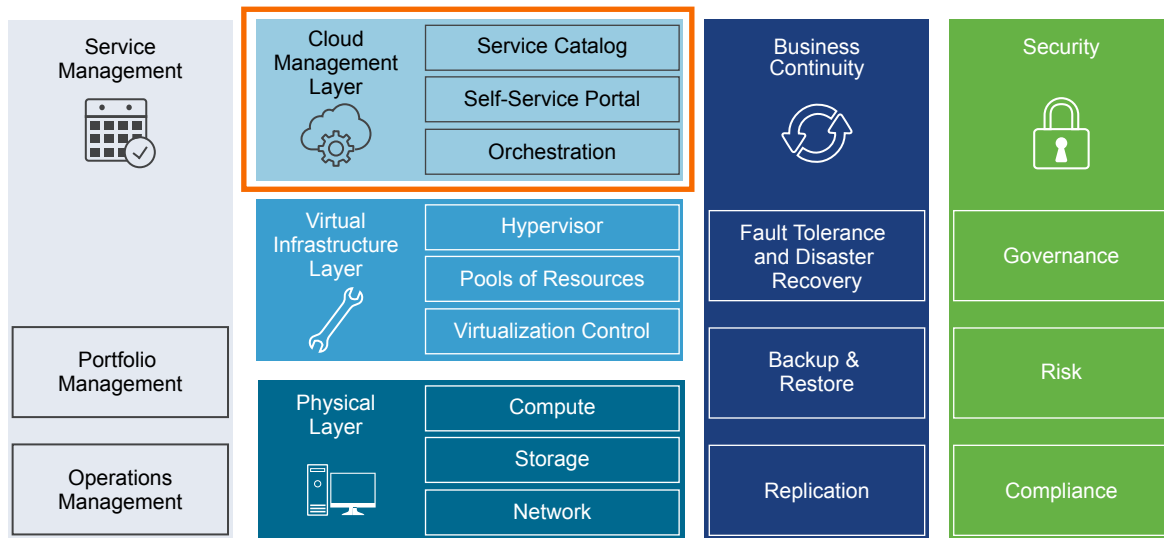 Service
Management
Portfolio
Management
Operations
Management
Cloud
Management
Layer
Service Catalog
Self-Service Portal
Orchestration
Virtual
Infrastructure
Layer
Hypervisor
Pools of Resources
Virtualization Control
Physical
Layer
Compute
Storage
Network
Business
Continuity
Fault Tolerance
and Disaster
Recovery
Backup &
Restore
Replication
Security
Governance
Risk
Compliance